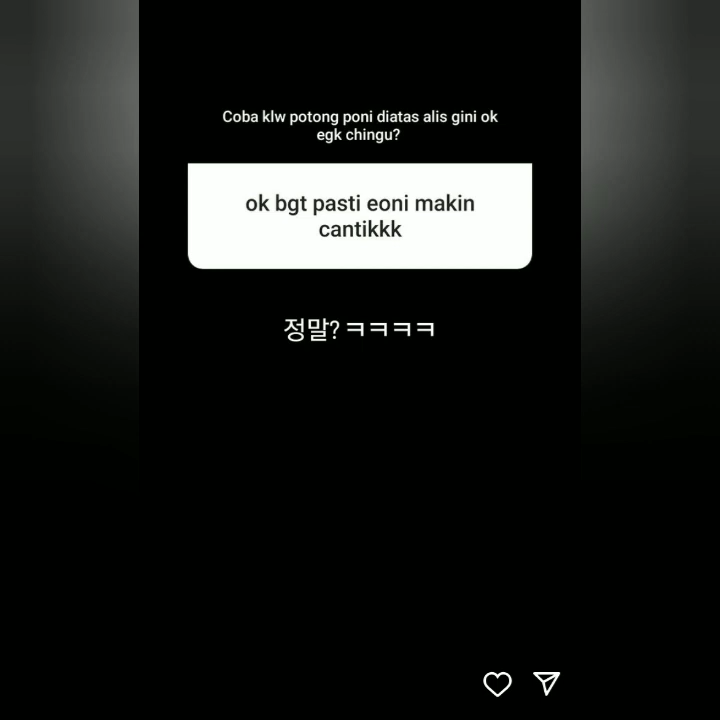 Coba klw potong poni diatas alis gini ok
egk chingu?
ok bgt pasti eoni makin
cantikkk
정말? ㅋㅋㅋㅋ